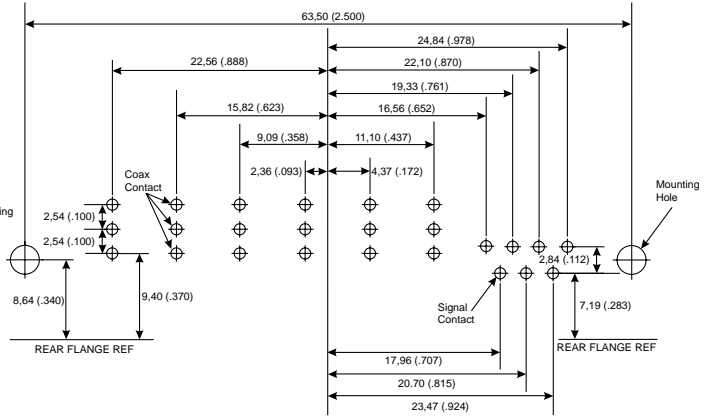 63,50 (2.500)
24,84 (.978)
22,56 (.888)
22,10 (.870)
19,33 (.761)
15,82 (.623)
16,56 (.652)
9,09 (.358)
11,10 (.437)
2,36 (.093)
4,37 (.172)
Coax
Contact
Mounting
Hole
ing
2,54 (.100)
2,54 (.100)
2,84 (.112)
8,64 (.340)
9,40 (.370)
Signal
Contact
7,19 (.283)
REAR FLANGE REF
REAR FLANGE REF
17,96 (.707)
20.70 (.815)
23,47 (.924)